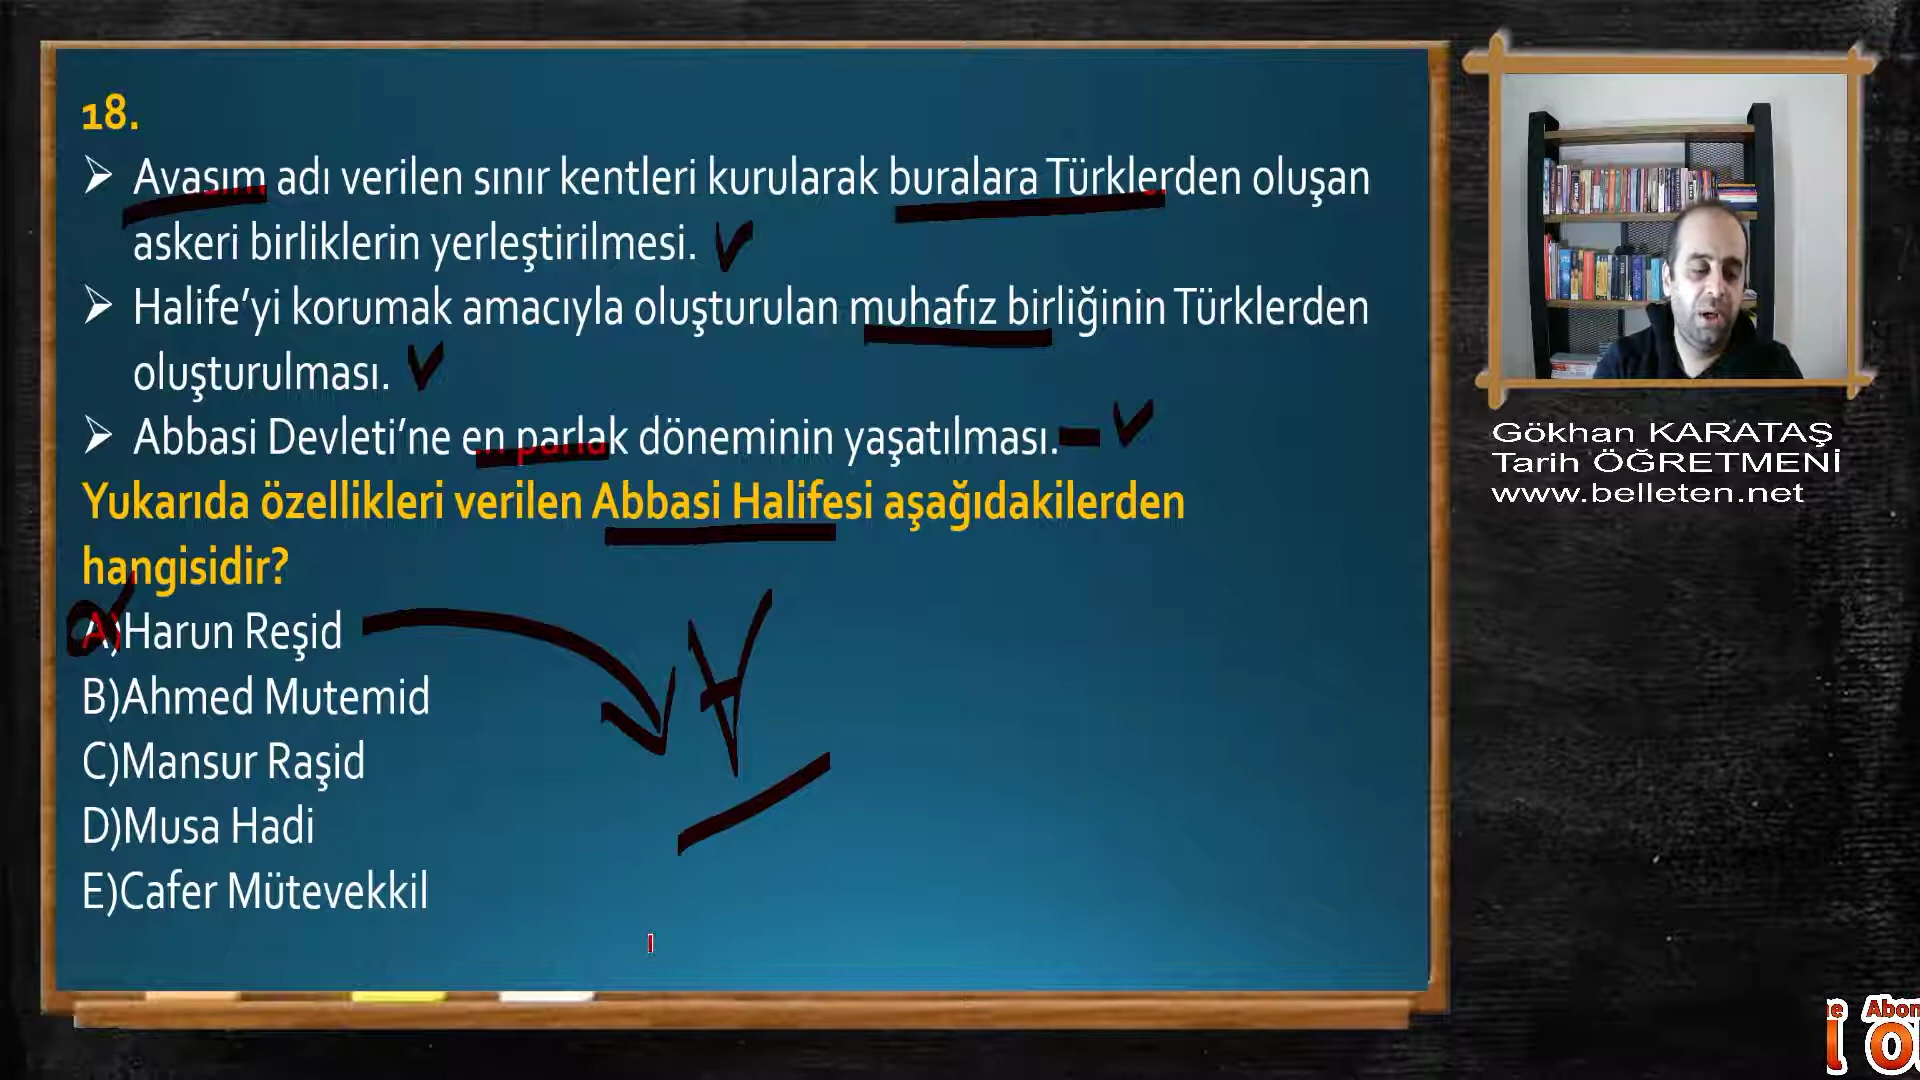 18.
➢ Avasım adı verilen sınır kentleri kurularak buralara Türklerden oluşan
askeri birliklerin yerleştirilmesi.
➢ Halife’yi korumak amacıyla oluşturulan muhafız birliğinin Türklerden
oluşturulması.
➢ Abbasi Devleti’ne en parlak döneminin yaşatılması.
Yukarıda özellikleri verilen Abbasi Halifesi aşağıdakilerden
hangisidir?
A)Harun Reşid
B)Ahmed Mutemid
C)Mansur Raşid
D)Musa Hadi
E)Cafer Mütevekkil
Gökhan KARATAŞ
Tarih ÖĞRETMENİ
www.belleten.net
Abon